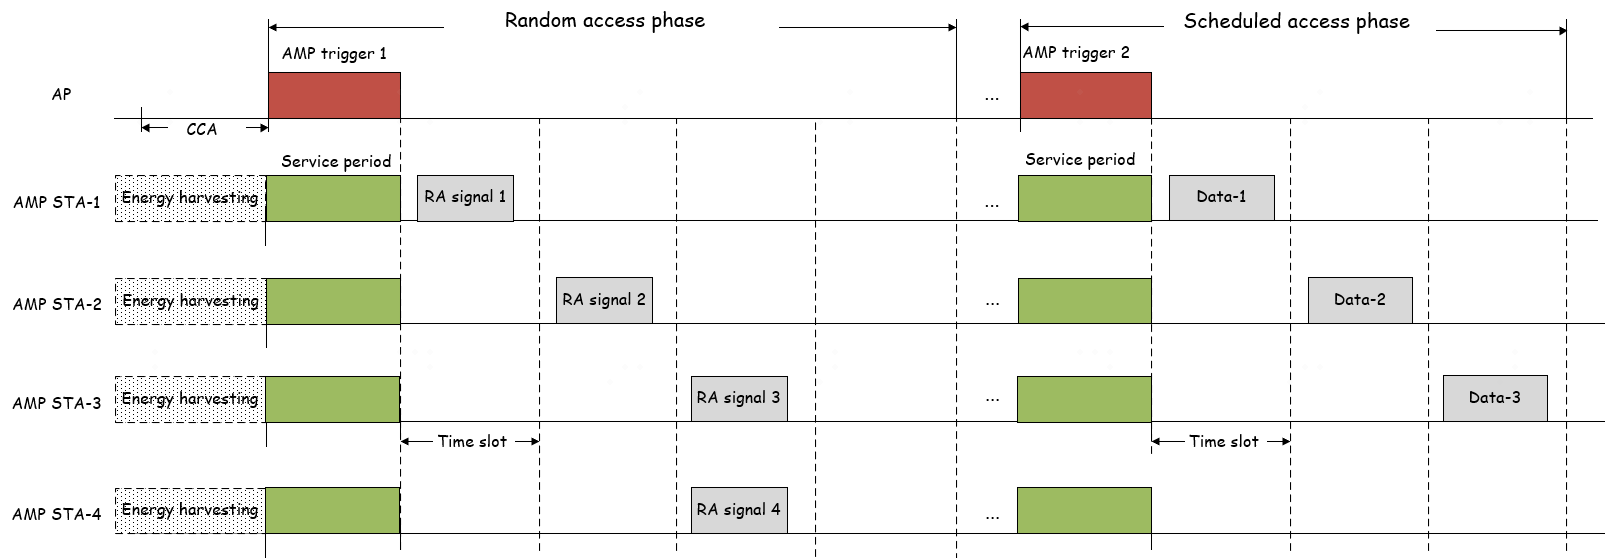 Random access phase
Scheduled access phase
AMP trigger 1
AMP trigger 2
AP
...
CCA
Service period
Service period
AMP STA-1
Energy harvesting
RA signal 1
...
Data-1
AMP STA-2
Energy harvesting
RA signal 2
...
Data-2
AMP STA-3
Energy harvesting
RA signal 3
...
Data-3
Time slot
Time slot
AMP STA-4
Energy harvesting
RA signal 4
...